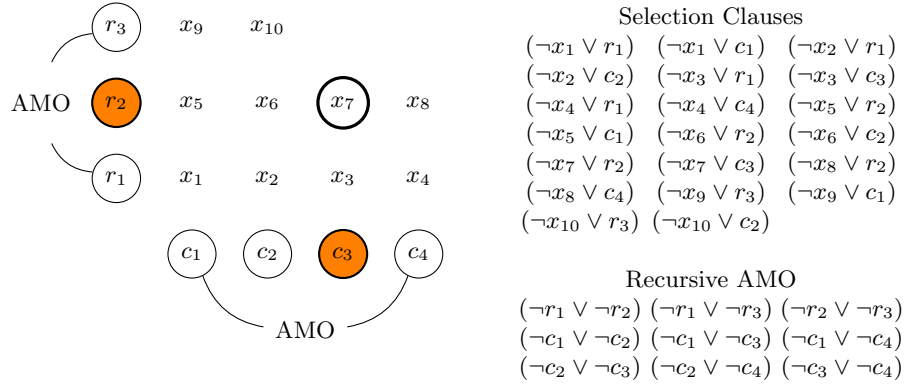 r₃ x₉ x₁₀
AMO r₂ x₅ x₆ x₇ x₈
r₁ x₁ x₂ x₃ x₄
c₁ c₂ c₃ c₄
AMO
Selection Clauses
(¬x₁ ∨ r₁) (¬x₁ ∨ c₁) (¬x₂ ∨ r₁)
(¬x₂ ∨ c₂) (¬x₃ ∨ r₁) (¬x₃ ∨ c₃)
(¬x₄ ∨ r₁) (¬x₄ ∨ c₄) (¬x₅ ∨ r₂)
(¬x₅ ∨ c₁) (¬x₆ ∨ r₂) (¬x₆ ∨ c₂)
(¬x₇ ∨ r₂) (¬x₇ ∨ c₃) (¬x₈ ∨ r₂)
(¬x₈ ∨ c₄) (¬x₉ ∨ r₃) (¬x₉ ∨ c₁)
(¬x₁₀ ∨ r₃) (¬x₁₀ ∨ c₂)
Recursive AMO
(¬r₁ ∨ ¬r₂) (¬r₁ ∨ ¬r₃) (¬r₂ ∨ ¬r₃)
(¬c₁ ∨ ¬c₂) (¬c₁ ∨ ¬c₃) (¬c₁ ∨ ¬c₄)
(¬c₂ ∨ ¬c₃) (¬c₂ ∨ ¬c₄) (¬c₃ ∨ ¬c₄)